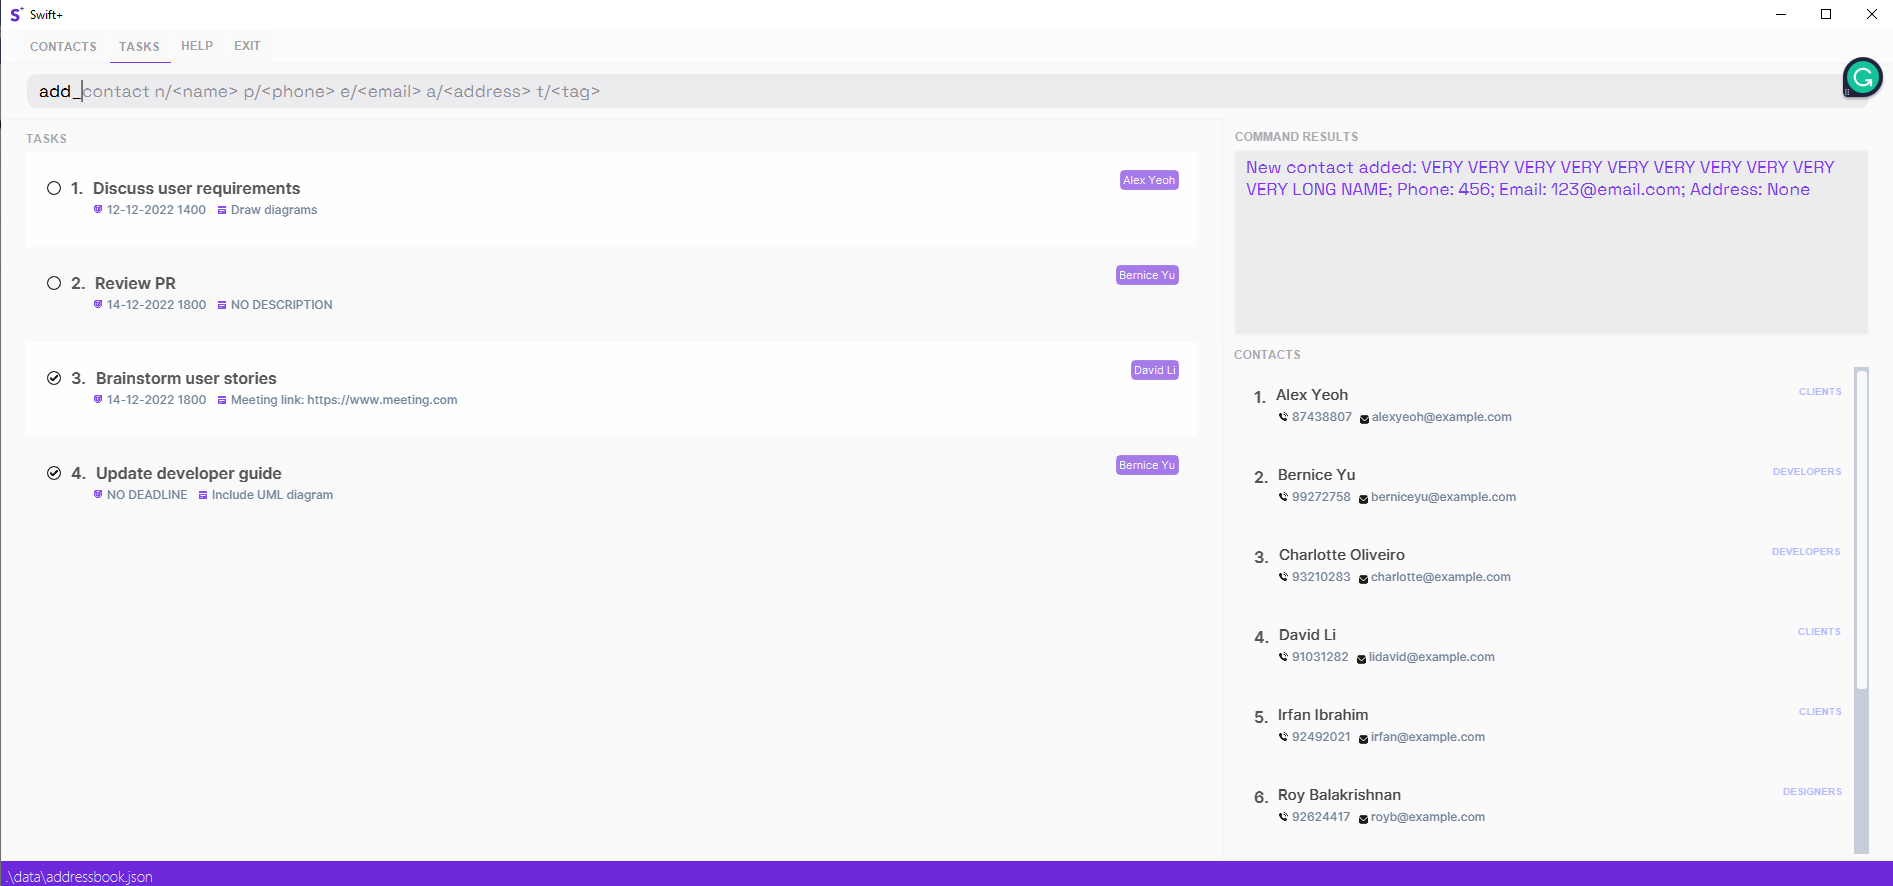 Swift+
CONTACTS TASKS HELP EXIT
add_contact n/<name> p/<phone> e/<email> a/<address> t/<tag>
TASKS
1. Discuss user requirements
Alex Yeoh
12-12-2022 1400 Draw diagrams
2. Review PR
Bernice Yu
14-12-2022 1800 NO DESCRIPTION
3. Brainstorm user stories
David Li
14-12-2022 1800 Meeting link: https://www.meeting.com
4. Update developer guide
Bernice Yu
NO DEADLINE Include UML diagram
COMMAND RESULTS
New contact added: VERY VERY VERY VERY VERY VERY VERY VERY VERY
VERY LONG NAME; Phone: 456; Email: 123@email.com; Address: None
CONTACTS
1. Alex Yeoh CLIENTS
87438807 alexyeoh@example.com
2. Bernice Yu DEVELOPERS
99272758 berniceyu@example.com
3. Charlotte Oliveiro DEVELOPERS
93210283 charlotte@example.com
4. David Li CLIENTS
91031282 lidavid@example.com
5. Irfan Ibrahim CLIENTS
92492021 irfan@example.com
6. Roy Balakrishnan DESIGNERS
92624417 royb@example.com
.\data\addressbook.json